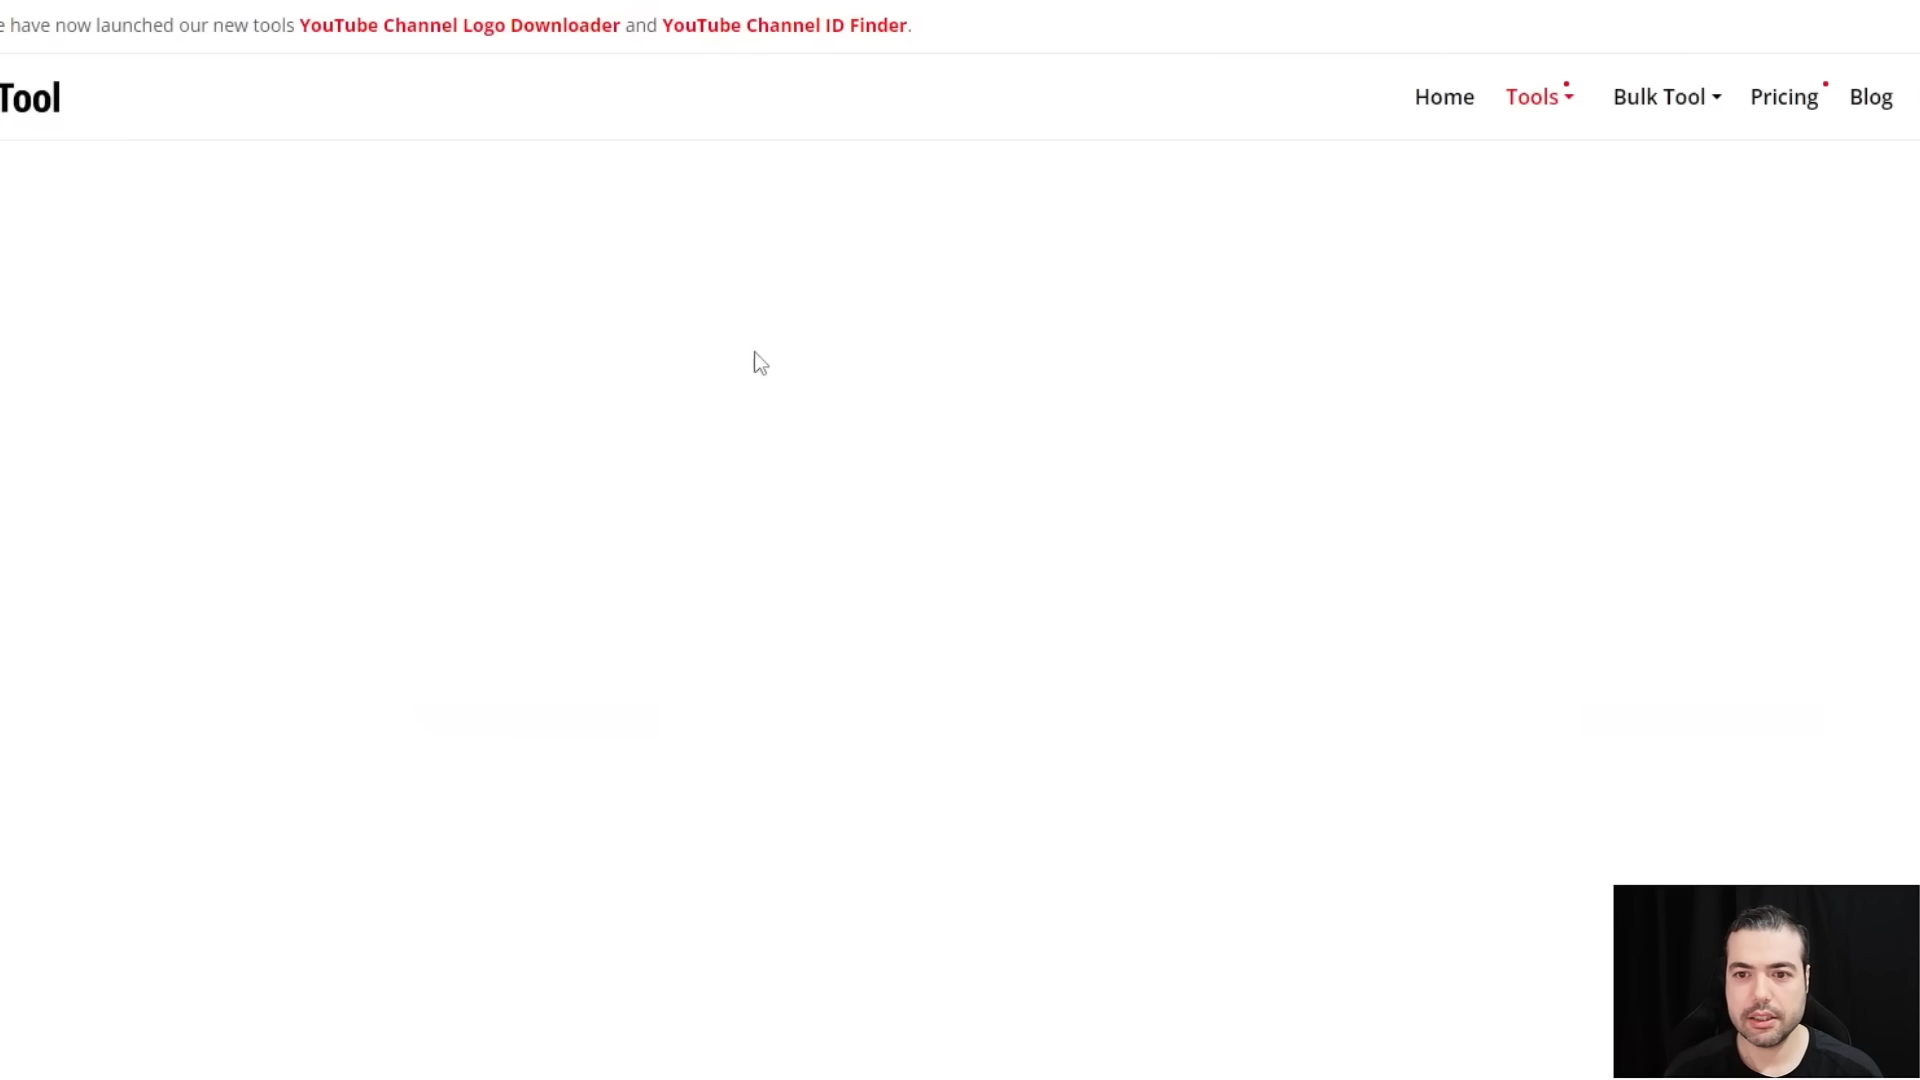 have now launched our new tools YouTube Channel Logo Downloader and YouTube Channel ID Finder.
Tool
Home Tools Bulk Tool Pricing Blog